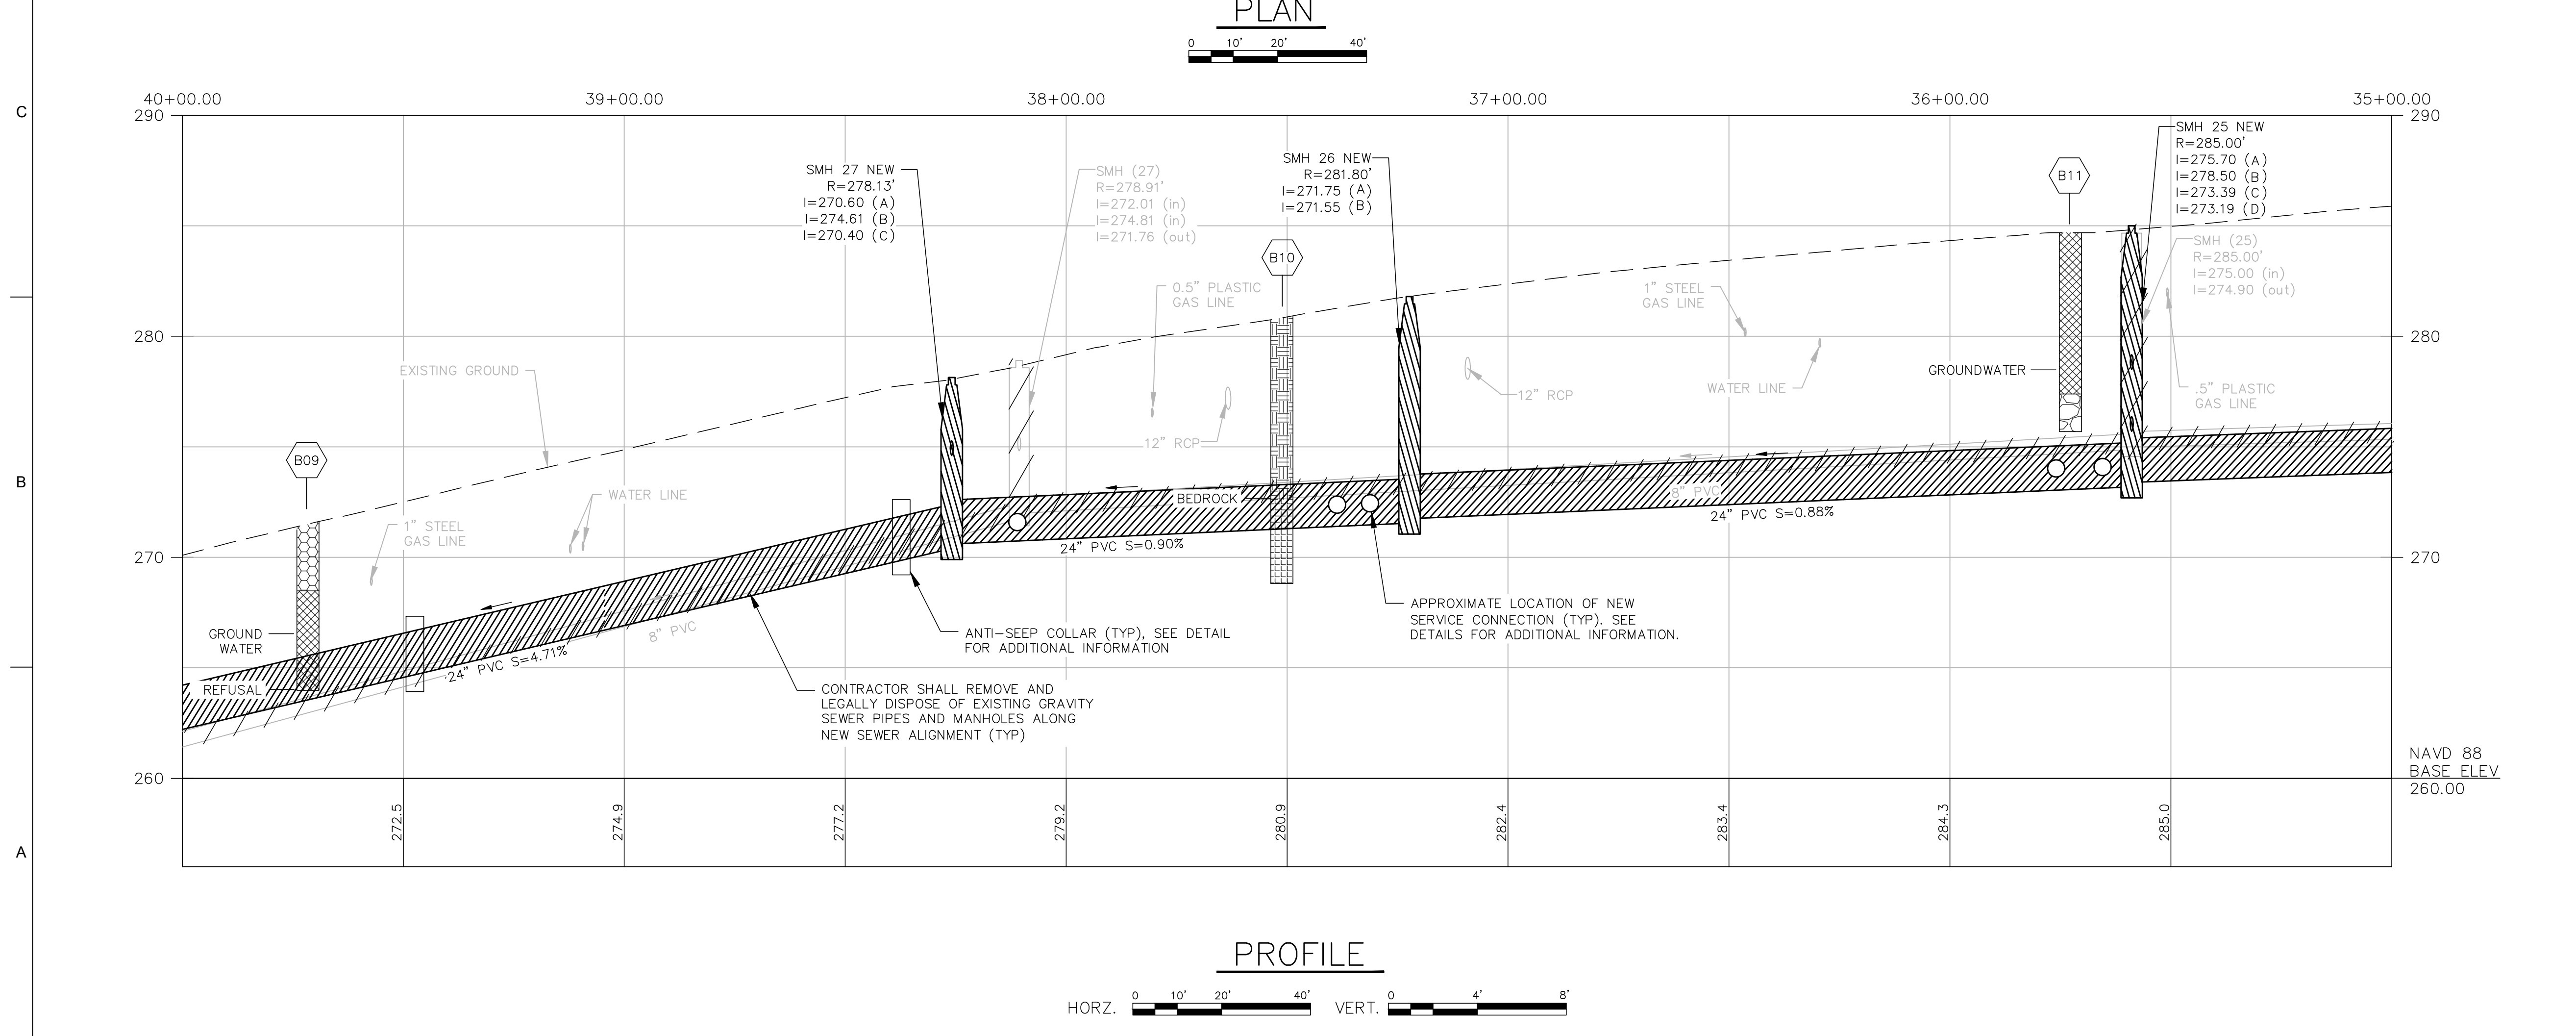 PLAN
0 10' 20' 40'
C
B
A
40+00.00 39+00.00 38+00.00 37+00.00 36+00.00 35+00.00
290
280
270
260
290
280
270
NAVD 88
BASE ELEV
260.00
SMH 27 NEW
R=278.13'
I=270.60 (A)
I=274.61 (B)
I=270.40 (C)
SMH (27)
R=278.91'
I=272.01 (in)
I=274.81 (in)
I=271.76 (out)
SMH 26 NEW
R=281.80'
I=271.75 (A)
I=271.55 (B)
SMH 25 NEW
R=285.00'
I=275.70 (A)
I=278.50 (B)
I=273.39 (C)
I=273.19 (D)
SMH (25)
R=285.00'
I=275.00 (in)
I=274.90 (out)
B09
B10
B11
0.5" PLASTIC
GAS LINE
1" STEEL
GAS LINE
EXISTING GROUND
12" RCP
12" RCP
WATER LINE
GROUNDWATER
.5" PLASTIC
GAS LINE
WATER LINE
1" STEEL
GAS LINE
BEDROCK
8" PVC
24" PVC S=0.88%
24" PVC S=0.90%
GROUND
WATER
REFUSAL
24" PVC S=4.71%
8" PVC
ANTI-SEEP COLLAR (TYP), SEE DETAIL
FOR ADDITIONAL INFORMATION
APPROXIMATE LOCATION OF NEW
SERVICE CONNECTION (TYP). SEE
DETAILS FOR ADDITIONAL INFORMATION.
CONTRACTOR SHALL REMOVE AND
LEGALLY DISPOSE OF EXISTING GRAVITY
SEWER PIPES AND MANHOLES ALONG
NEW SEWER ALIGNMENT (TYP)
272.5
274.9
277.2
279.2
280.9
282.4
283.4
284.3
285.0
PROFILE
HORZ. 0 10' 20' 40' VERT. 0 4' 8'